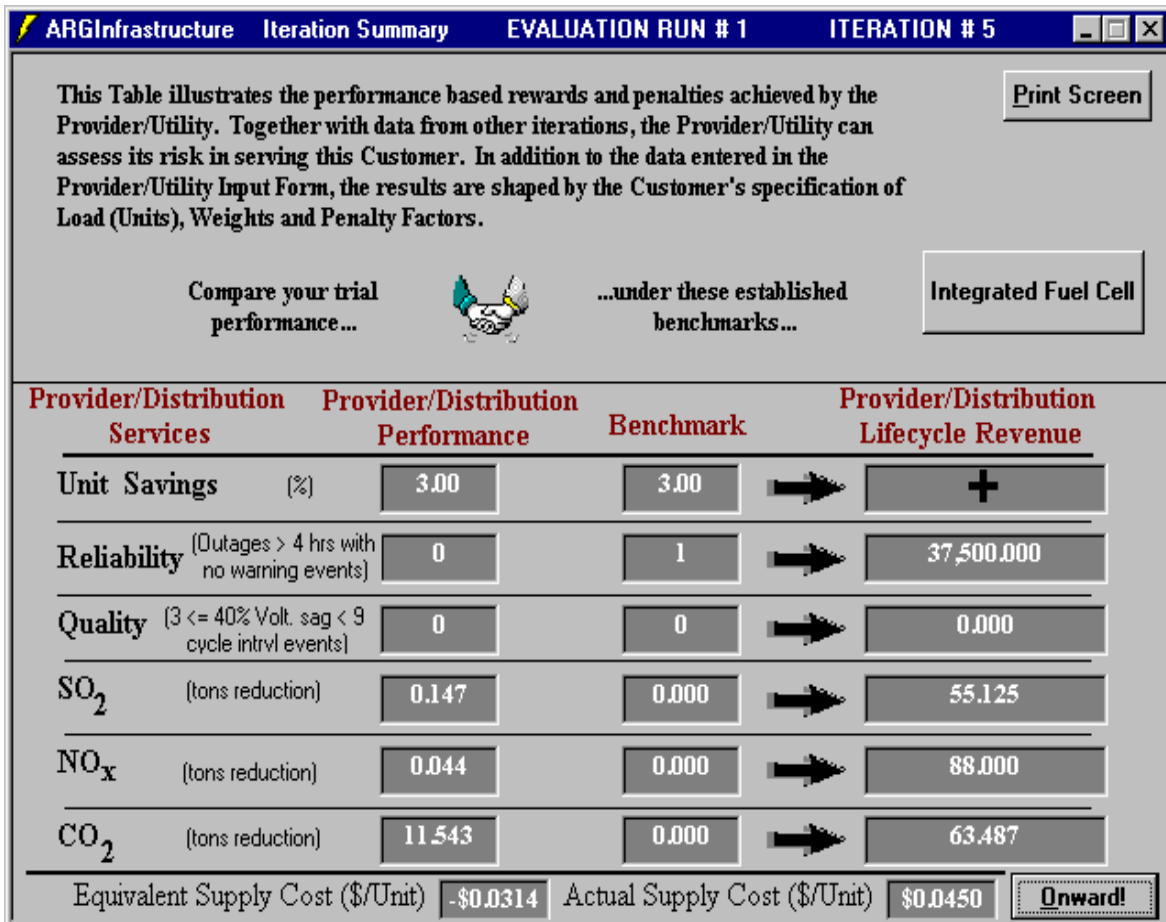 ARGInfrastructure Iteration Summary EVALUATION RUN # 1 ITERATION # 5
This Table illustrates the performance based rewards and penalties achieved by the
Provider/Utility. Together with data from other iterations, the Provider/Utility can
assess its risk in serving this Customer. In addition to the data entered in the
Provider/Utility Input Form, the results are shaped by the Customer's specification of
Load (Units), Weights and Penalty Factors.
Print Screen
Compare your trial
performance...
...under these established
benchmarks...
Integrated Fuel Cell
Provider/Distribution
Services
Provider/Distribution
Performance
Benchmark
Provider/Distribution
Lifecycle Revenue
Unit Savings (%) 3.00 3.00 +
Reliability (Outages > 4 hrs with
no warning events) 0 1 37,500.000
Quality (3 <= 40% Volt. sag < 9
cycle intrvl events) 0 0 0.000
SO2 (tons reduction) 0.147 0.000 55.125
NOx (tons reduction) 0.044 0.000 88.000
CO2 (tons reduction) 11.543 0.000 63.487
Equivalent Supply Cost ($/Unit) -$0.0314 Actual Supply Cost ($/Unit) $0.0450 Onward!